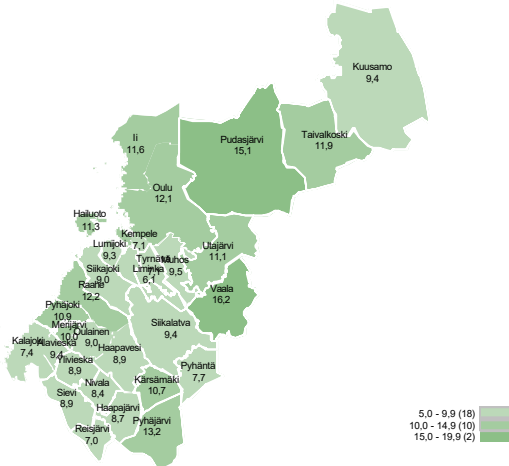 Kuusamo
9,4
Taivalkoski
11,9
Pudasjärvi
15,1
Ii
11,6
Oulu
12,1
Hailuoto
11,3
Kempele
7,1
Lumijoki
9,3
Tyrnävä
7,1
Muhos
9,5
Liminka
6,1
Utajärvi
11,1
Siikajoki
9,0
Raahe
12,2
Vaala
16,2
Pyhäjoki
10,9
Merijärvi
10,0
Oulainen
9,0
Siikalatva
9,4
Kalajoki
7,4
Alavieska
9,4
Haapavesi
8,9
Ylivieska
8,9
Pyhäntä
7,7
Nivala
8,4
Kärsämäki
10,7
Sievi
8,9
Haapajärvi
8,7
Pyhäjärvi
13,2
Reisjärvi
7,0
5,0 - 9,9 (18)
10,0 - 14,9 (10)
15,0 - 19,9 (2)